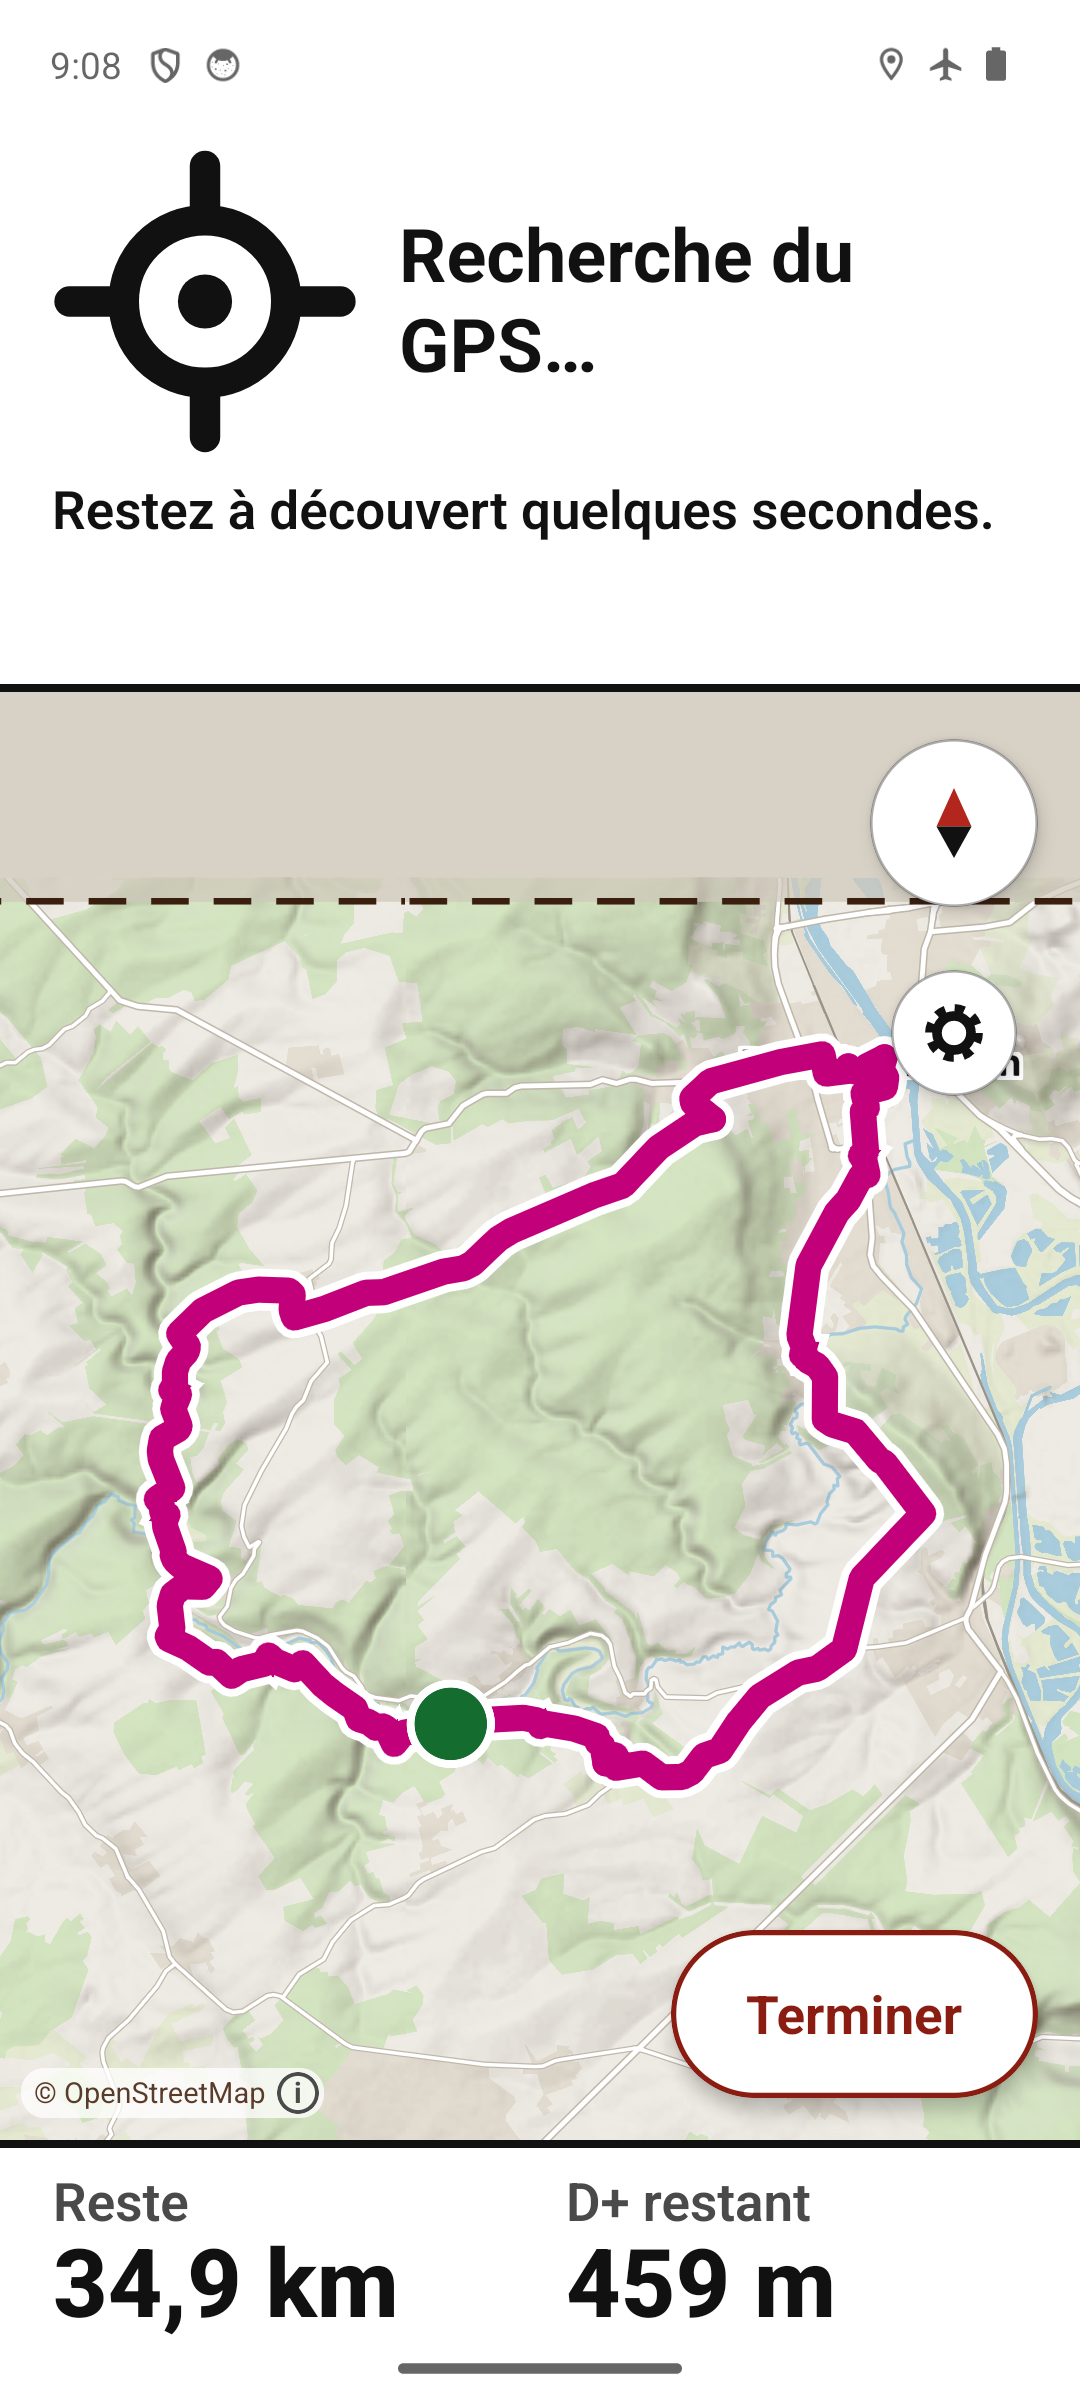 9:08
Recherche du
GPS…
Restez à découvert quelques secondes.
Terminer
© OpenStreetMap
Reste
34,9 km
D+ restant
459 m